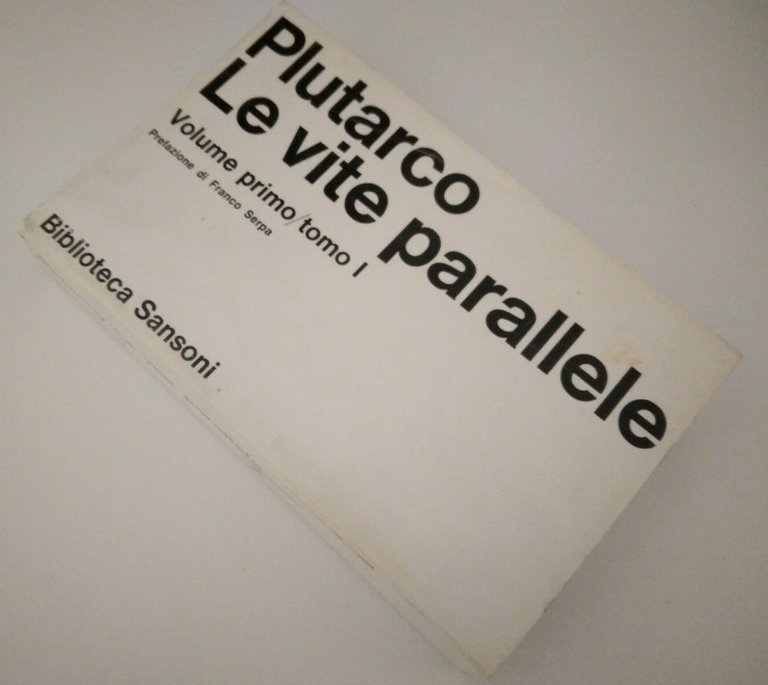 Plutarco
Le vite parallele
Volume primo/tomo I
Prefazione di Franco Serpa
Biblioteca Sansoni